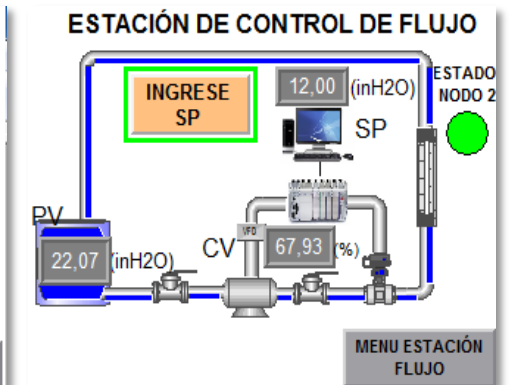 ESTACIÓN DE CONTROL DE FLUJO
INGRESE
SP
12,00 (inH2O)
ESTADO
NODO 2
SP
PV
22,07 (inH2O)
CV
VFD
67,93 (%)
MENU ESTACIÓN
FLUJO